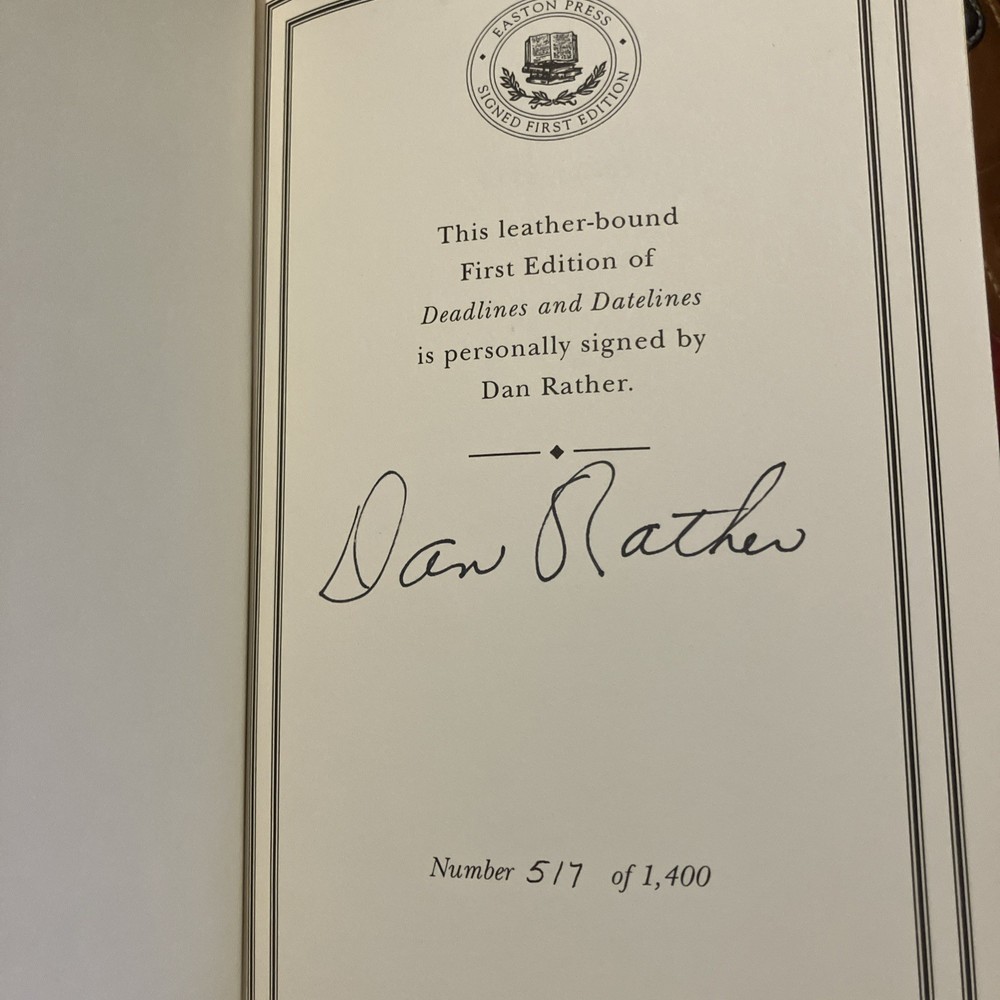 EASTON PRESS
SIGNED FIRST EDITION
This leather-bound
First Edition of
Deadlines and Datelines
is personally signed by
Dan Rather.
Dan Rather
Number 517 of 1,400